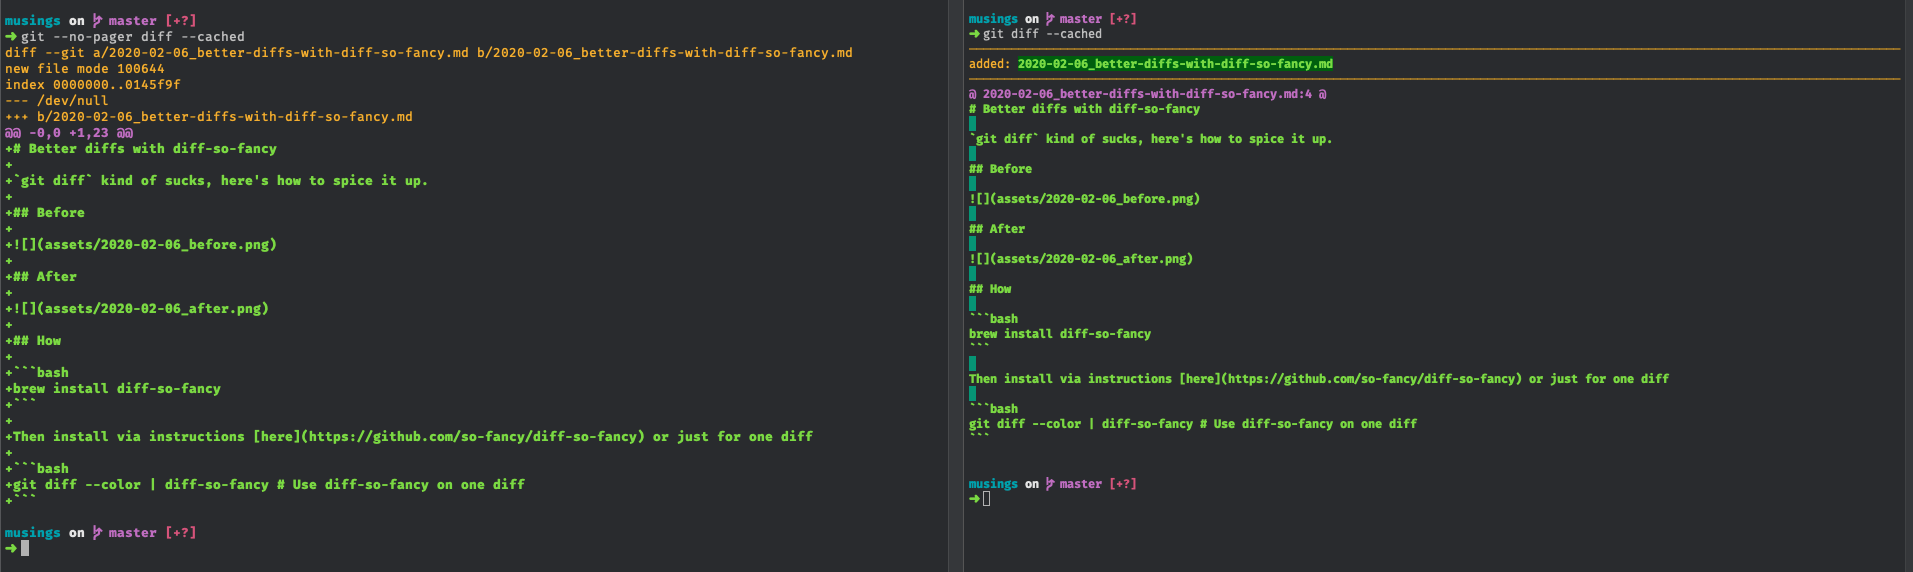 musings on master [+?]
➜ git --no-pager diff --cached
diff --git a/2020-02-06_better-diffs-with-diff-so-fancy.md b/2020-02-06_better-diffs-with-diff-so-fancy.md
new file mode 100644
index 0000000..0145f9f
--- /dev/null
+++ b/2020-02-06_better-diffs-with-diff-so-fancy.md
@@ -0,0 +1,23 @@
+# Better diffs with diff-so-fancy
+
+`git diff` kind of sucks, here's how to spice it up.
+
+## Before
+
+![](assets/2020-02-06_before.png)
+
+## After
+
+![](assets/2020-02-06_after.png)
+
+## How
+
+```bash
+brew install diff-so-fancy
+```
+
+Then install via instructions [here](https://github.com/so-fancy/diff-so-fancy) or just for one diff
+
+```bash
+git diff --color | diff-so-fancy # Use diff-so-fancy on one diff
+```
musings on master [+?]
➜
musings on master [+?]
➜ git diff --cached
added: 2020-02-06_better-diffs-with-diff-so-fancy.md
@ 2020-02-06_better-diffs-with-diff-so-fancy.md:4 @
# Better diffs with diff-so-fancy
`git diff` kind of sucks, here's how to spice it up.
## Before
![](assets/2020-02-06_before.png)
## After
![](assets/2020-02-06_after.png)
## How
```bash
brew install diff-so-fancy
```
Then install via instructions [here](https://github.com/so-fancy/diff-so-fancy) or just for one diff
```bash
git diff --color | diff-so-fancy # Use diff-so-fancy on one diff
```
musings on master [+?]
➜